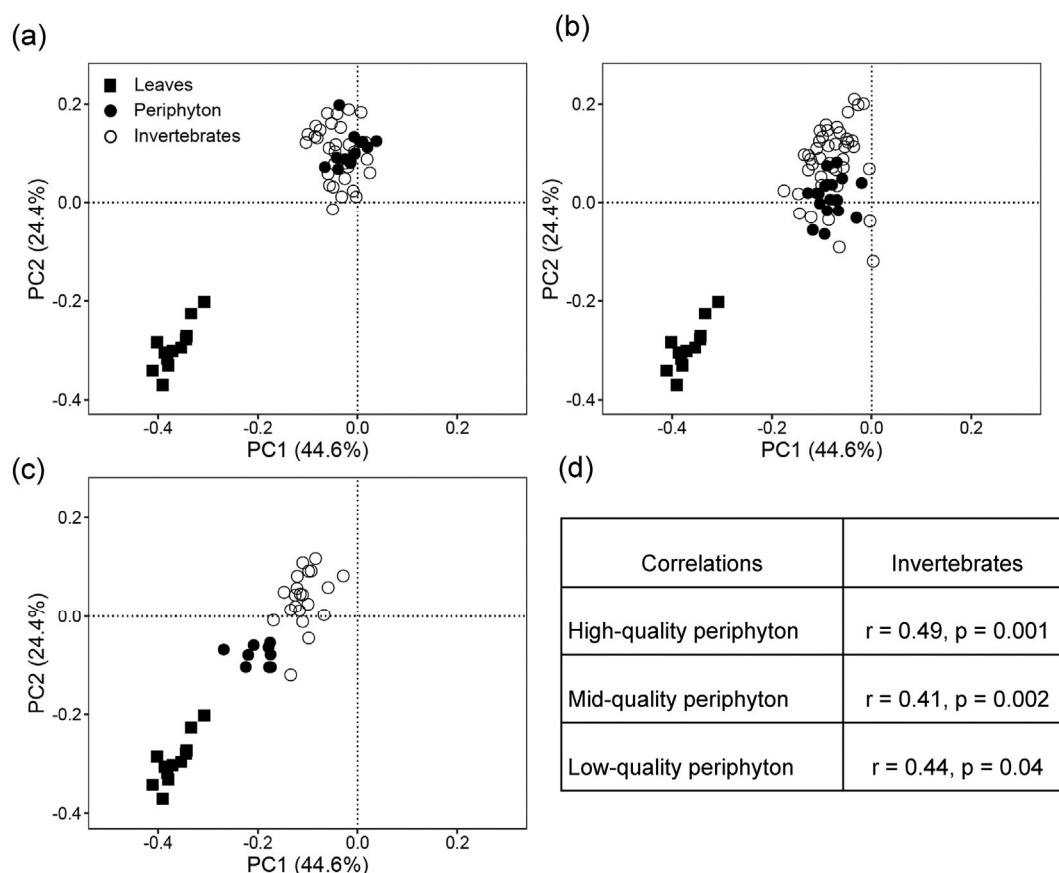 (a)
Leaves
Periphyton
Invertebrates
0.2
0.0
-0.2
-0.4
PC2 (24.4%)
-0.4
-0.2
0.0
0.2
PC1 (44.6%)
(b)
0.2
0.0
-0.2
-0.4
PC2 (24.4%)
-0.4
-0.2
0.0
0.2
PC1 (44.6%)
(c)
0.2
0.0
-0.2
-0.4
PC2 (24.4%)
-0.4
-0.2
0.0
0.2
PC1 (44.6%)
(d)
Correlations Invertebrates
High-quality periphyton r = 0.49, p = 0.001
Mid-quality periphyton r = 0.41, p = 0.002
Low-quality periphyton r = 0.44, p = 0.04